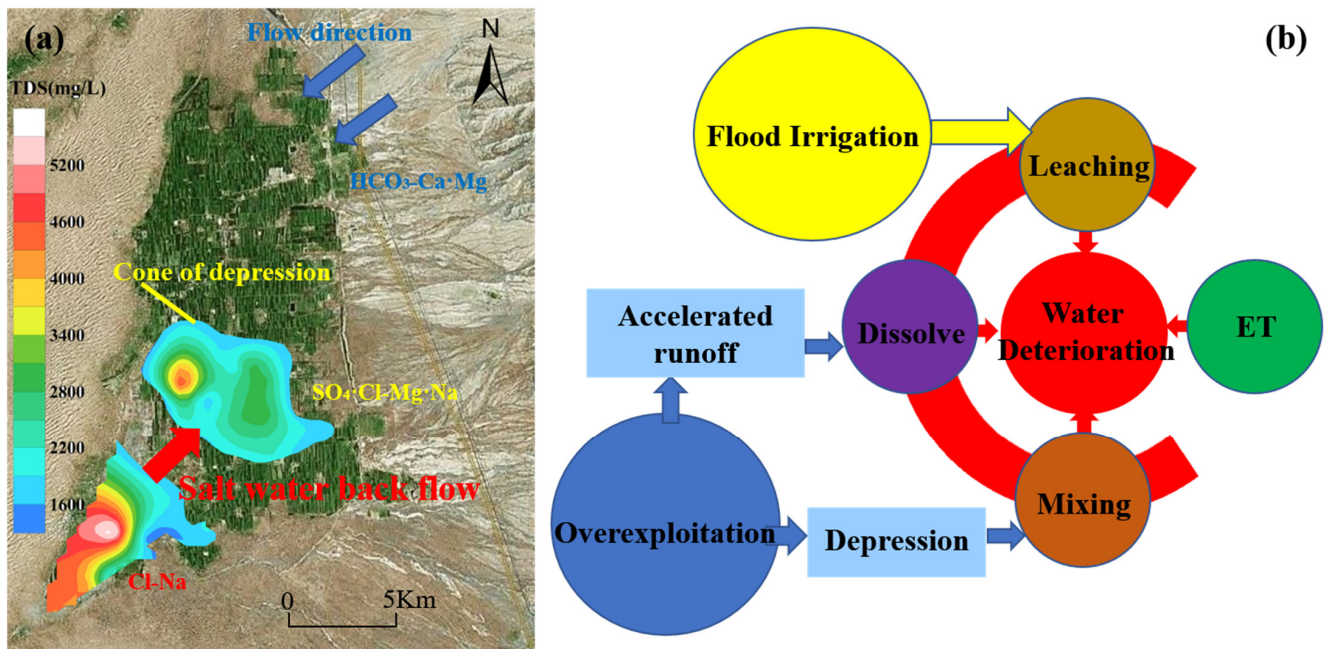 (a)
Flow direction
N
TDS(mg/L)
5200
4600
4000
3400
2800
2200
1600
HCO₃-Ca·Mg
Cone of depression
SO₄·Cl-Mg·Na
Salt water back flow
Cl-Na
0
5Km
(b)
Flood Irrigation
Leaching
Accelerated
runoff
Dissolve
Water
Deterioration
ET
Overexploitation
Depression
Mixing